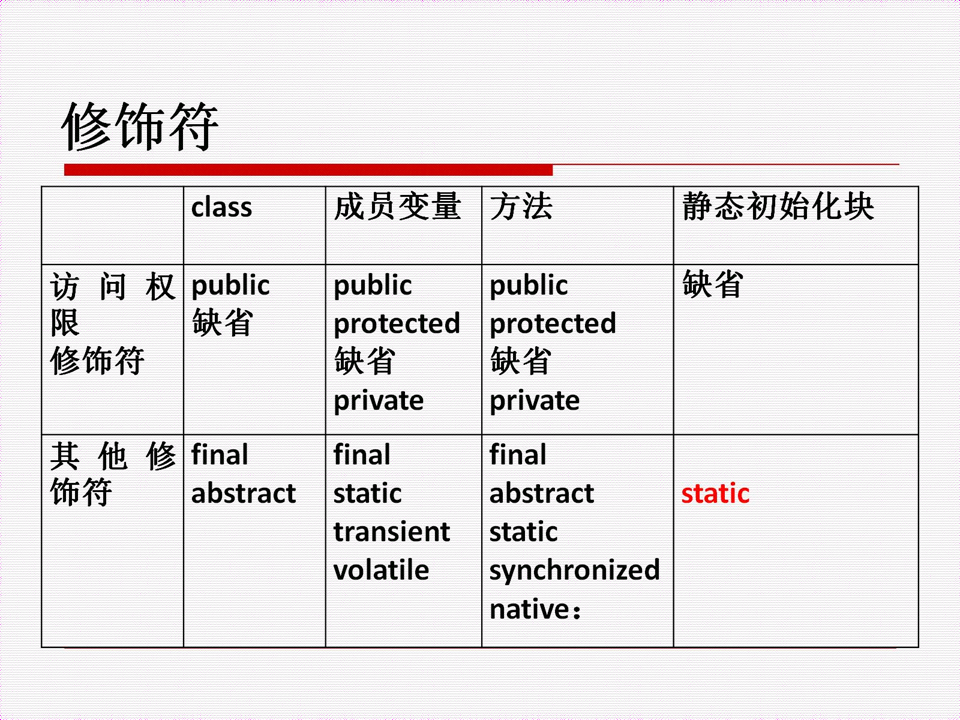 修饰符
class 成员变量 方法 静态初始化块
访问权限
修饰符
public
缺省
public
protected
缺省
private
public
protected
缺省
private
缺省
其他修
饰符
final
abstract
final
static
transient
volatile
final
abstract
static
synchronized
native：
static